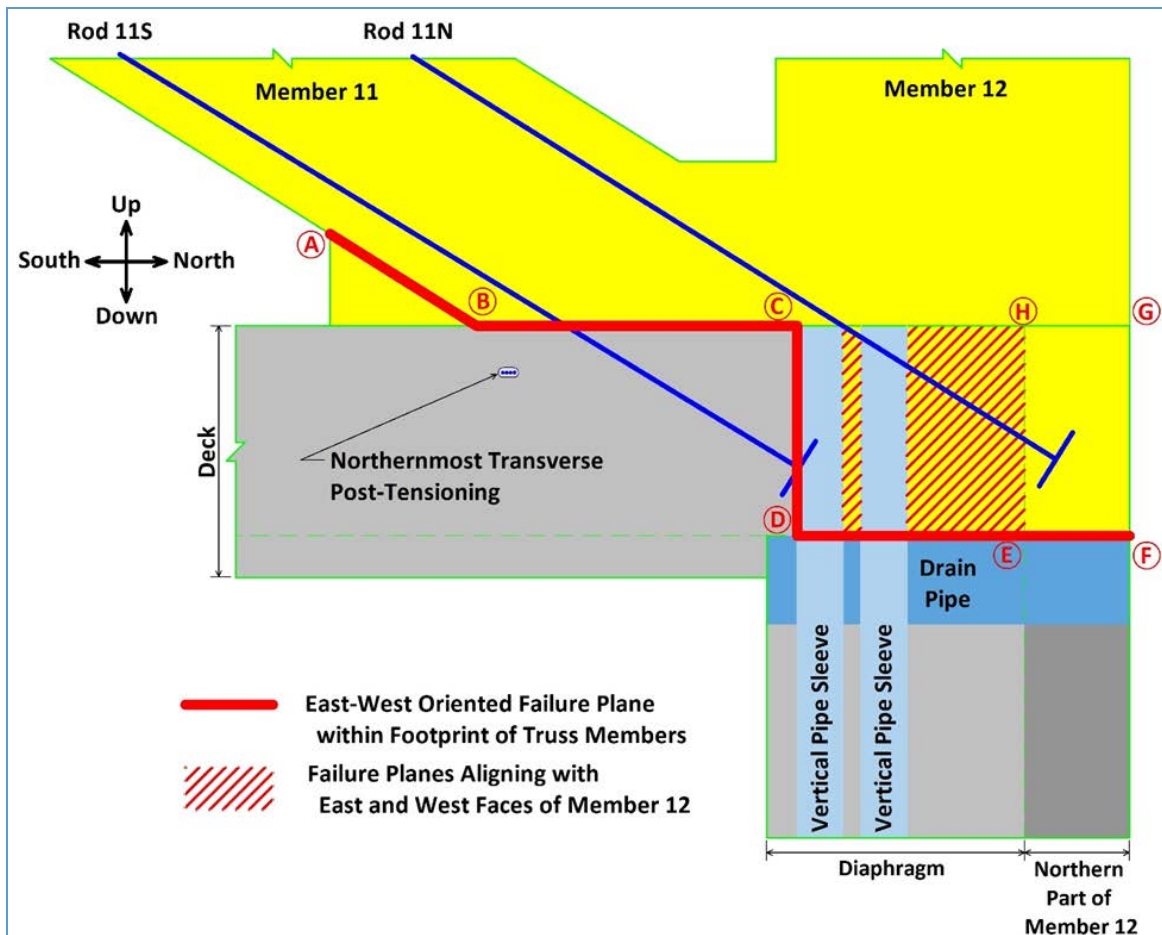 Rod 11S
Rod 11N
Member 11
Member 12
Up
South
North
Down
A
B
C
H
G
Deck
Northernmost Transverse
Post-Tensioning
D
E
F
Drain
Pipe
Vertical Pipe Sleeve
Vertical Pipe Sleeve
East-West Oriented Failure Plane
within Footprint of Truss Members
Failure Planes Aligning with
East and West Faces of Member 12
Diaphragm
Northern
Part of
Member 12